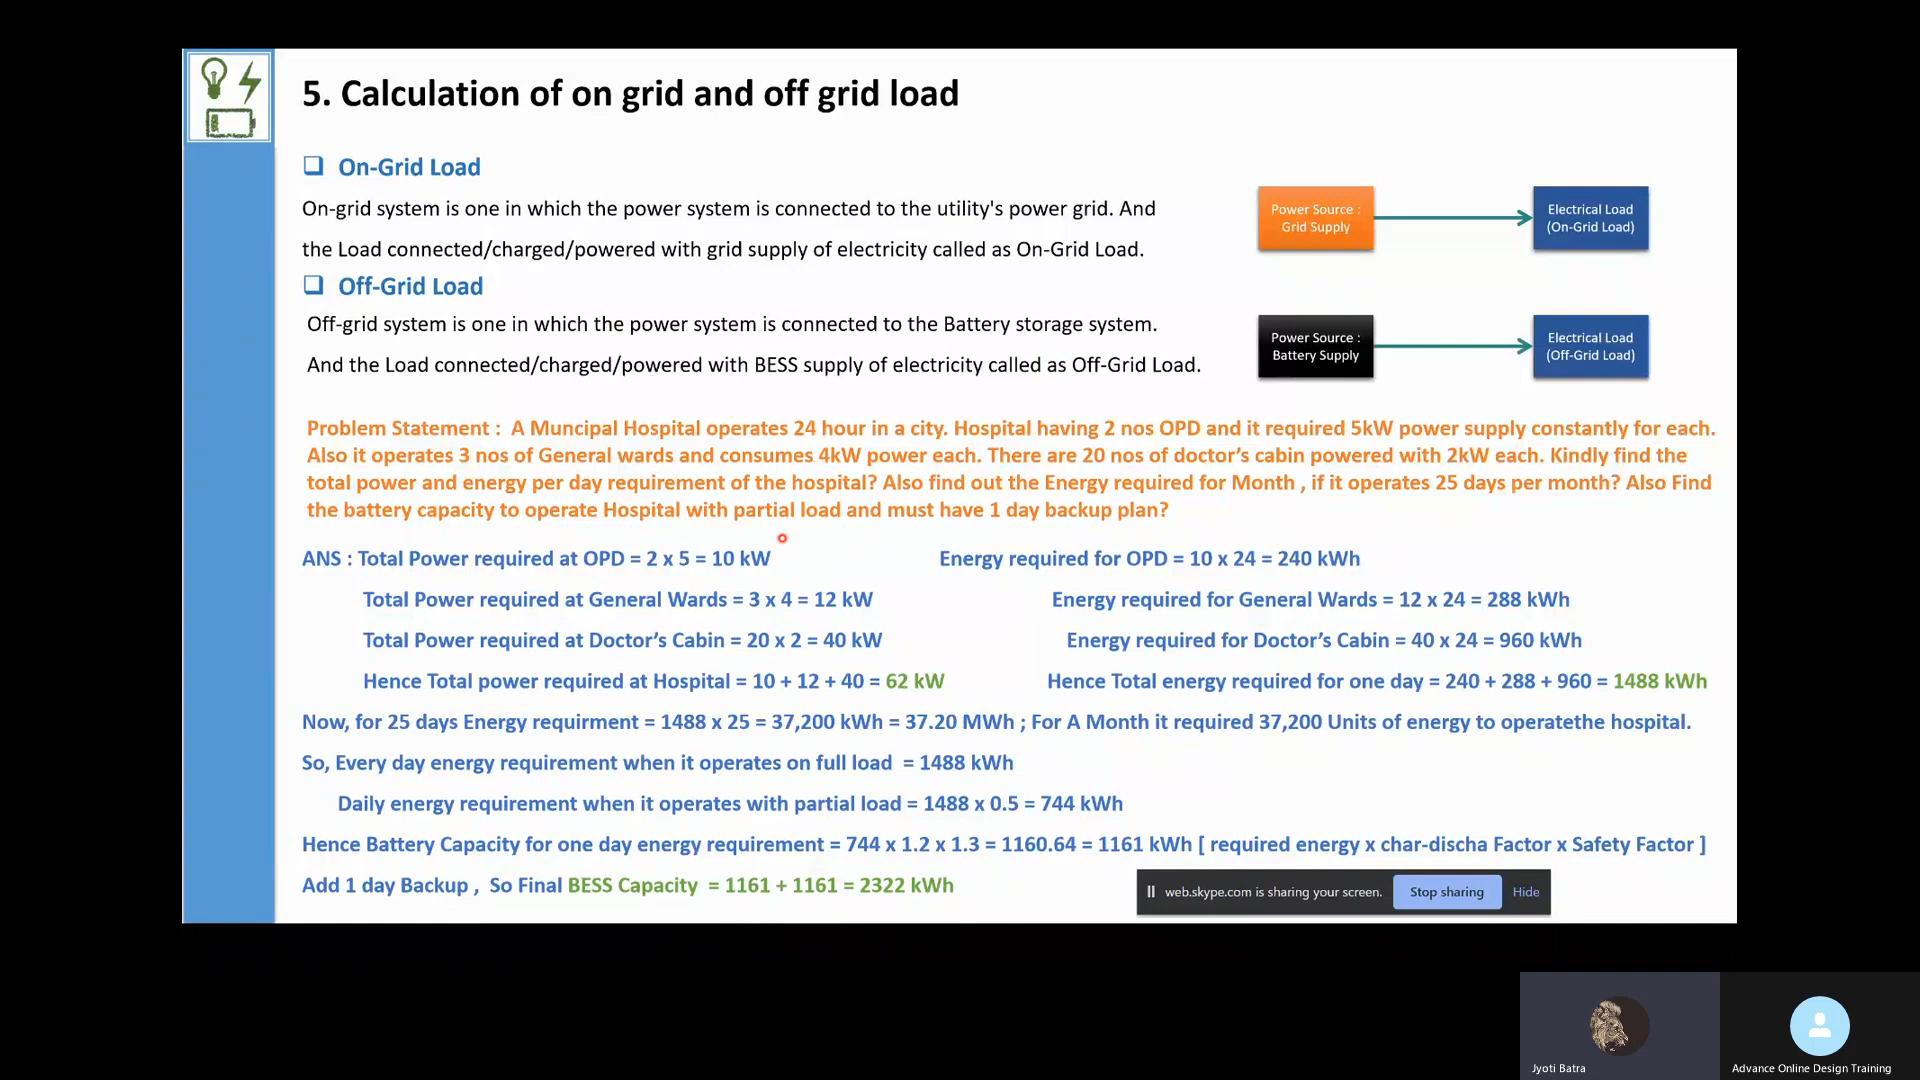 5. Calculation of on grid and off grid load
On-Grid Load
On-grid system is one in which the power system is connected to the utility's power grid. And
the Load connected/charged/powered with grid supply of electricity called as On-Grid Load.
Power Source :
Grid Supply
Electrical Load
(On-Grid Load)
Off-Grid Load
Off-grid system is one in which the power system is connected to the Battery storage system.
And the Load connected/charged/powered with BESS supply of electricity called as Off-Grid Load.
Power Source :
Battery Supply
Electrical Load
(Off-Grid Load)
Problem Statement : A Muncipal Hospital operates 24 hour in a city. Hospital having 2 nos OPD and it required 5kW power supply constantly for each.
Also it operates 3 nos of General wards and consumes 4kW power each. There are 20 nos of doctor's cabin powered with 2kW each. Kindly find the
total power and energy per day requirement of the hospital? Also find out the Energy required for Month , if it operates 25 days per month? Also Find
the battery capacity to operate Hospital with partial load and must have 1 day backup plan?
ANS : Total Power required at OPD = 2 x 5 = 10 kW
Energy required for OPD = 10 x 24 = 240 kWh
Total Power required at General Wards = 3 x 4 = 12 kW
Energy required for General Wards = 12 x 24 = 288 kWh
Total Power required at Doctor's Cabin = 20 x 2 = 40 kW
Energy required for Doctor's Cabin = 40 x 24 = 960 kWh
Hence Total power required at Hospital = 10 + 12 + 40 = 62 kW
Hence Total energy required for one day = 240 + 288 + 960 = 1488 kWh
Now, for 25 days Energy requirment = 1488 x 25 = 37,200 kWh = 37.20 MWh ; For A Month it required 37,200 Units of energy to operatethe hospital.
So, Every day energy requirement when it operates on full load = 1488 kWh
Daily energy requirement when it operates with partial load = 1488 x 0.5 = 744 kWh
Hence Battery Capacity for one day energy requirement = 744 x 1.2 x 1.3 = 1160.64 = 1161 kWh [ required energy x char-discha Factor x Safety Factor ]
Add 1 day Backup , So Final BESS Capacity = 1161 + 1161 = 2322 kWh
web.skype.com is sharing your screen.
Stop sharing
Hide
Jyoti Batra
Advance Online Design Training